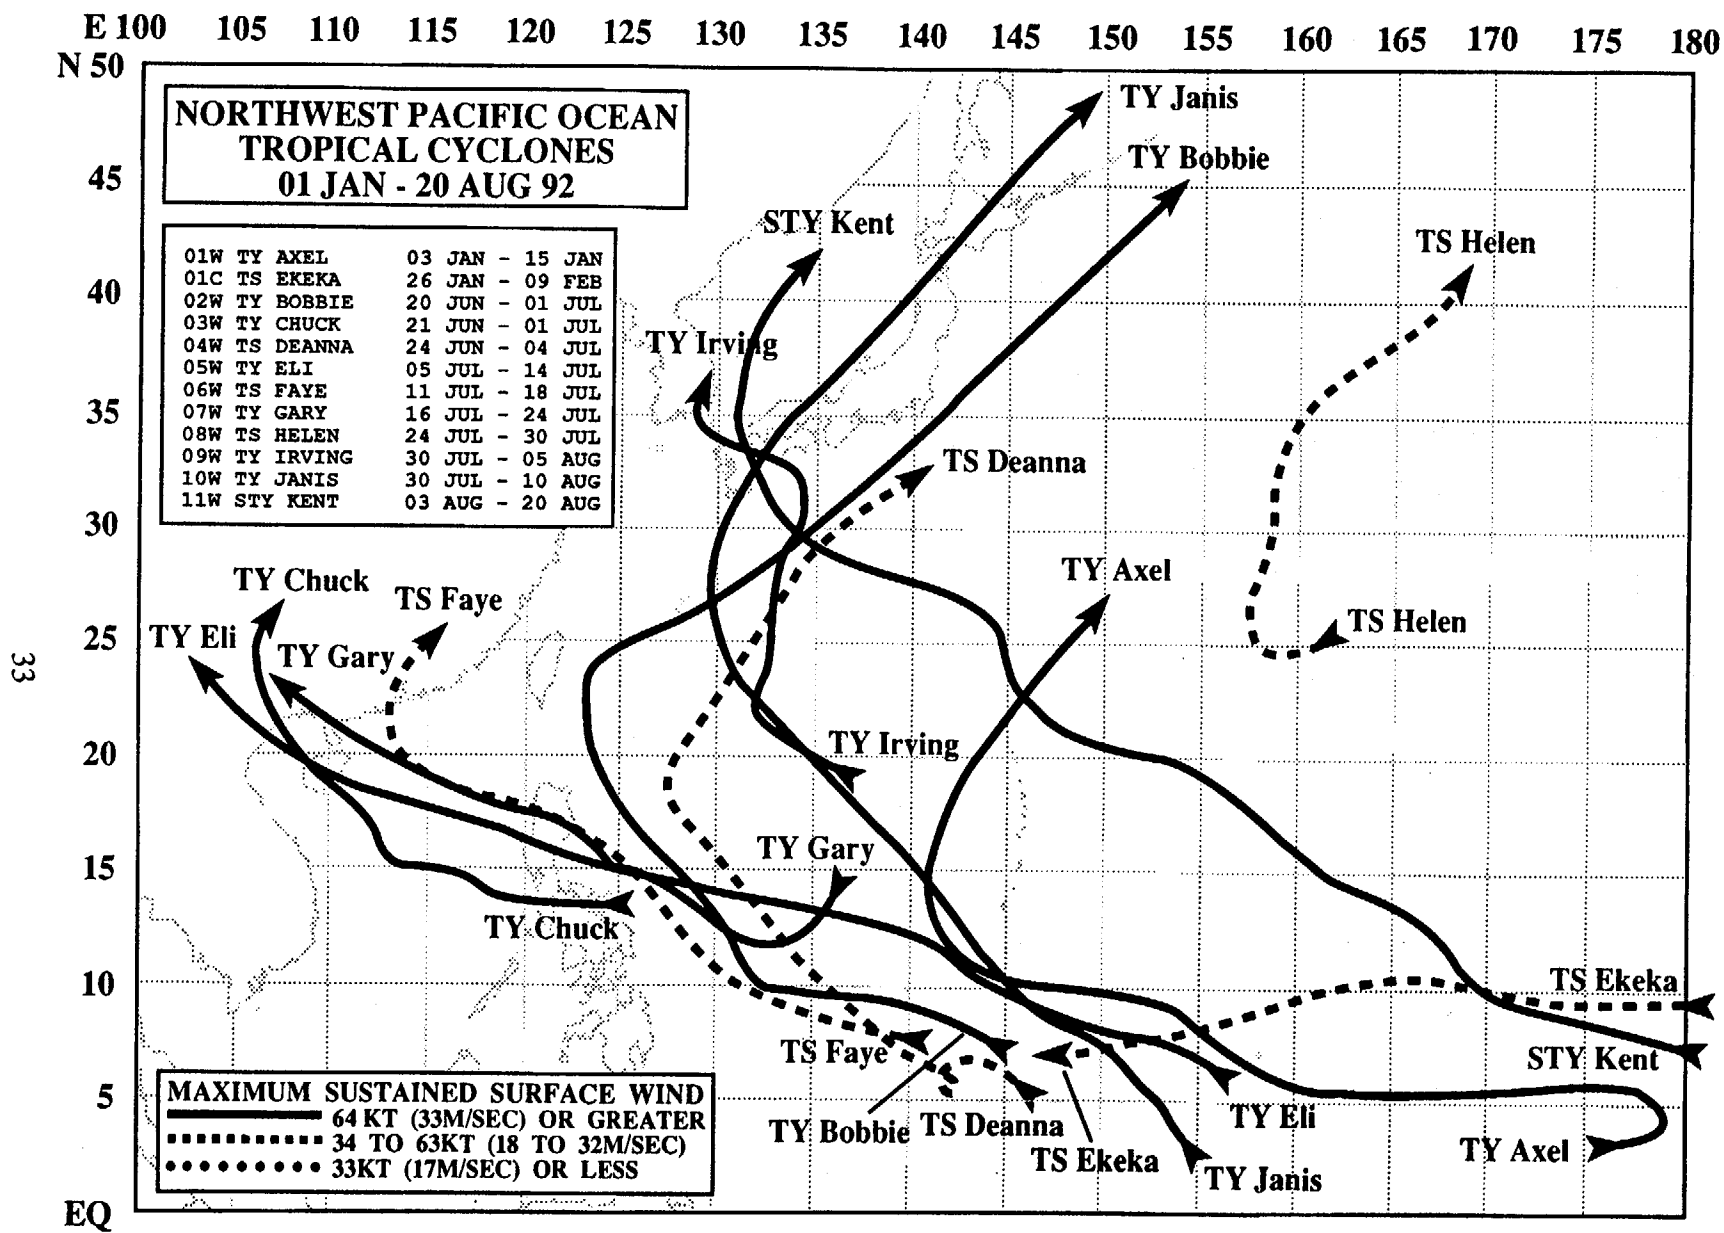 E 100 105 110 115 120 125 130 135 140 145 150 155 160 165 170 175 180
N 50
NORTHWEST PACIFIC OCEAN
TROPICAL CYCLONES
01 JAN - 20 AUG 92
TY Janis
TY Bobbie
45
STY Kent
TS Helen
01W TY AXEL 03 JAN - 15 JAN
01C TS EKEKA 26 JAN - 09 FEB
02W TY BOBBIE 20 JUN - 01 JUL
03W TY CHUCK 21 JUN - 01 JUL
04W TS DEANNA 24 JUN - 04 JUL
05W TY ELI 05 JUL - 14 JUL
06W TS FAYE 11 JUL - 18 JUL
07W TY GARY 16 JUL - 24 JUL
08W TS HELEN 24 JUL - 30 JUL
09W TY IRVING 30 JUL - 05 AUG
10W TY JANIS 30 JUL - 10 AUG
11W STY KENT 03 AUG - 20 AUG
40
TY Irving
35
TS Deanna
30
TY Chuck
TS Faye
TY Axel
TY Eli
25
TS Helen
TY Gary
33
20
TY Irving
15
TY Gary
TY Chuck
10
TS Ekeka
TS Faye
STY Kent
5
TY Bobbie
TS Deanna
TS Ekeka
TY Eli
TY Axel
TY Janis
MAXIMUM SUSTAINED SURFACE WIND
64 KT (33M/SEC) OR GREATER
34 TO 63KT (18 TO 32M/SEC)
33KT (17M/SEC) OR LESS
EQ